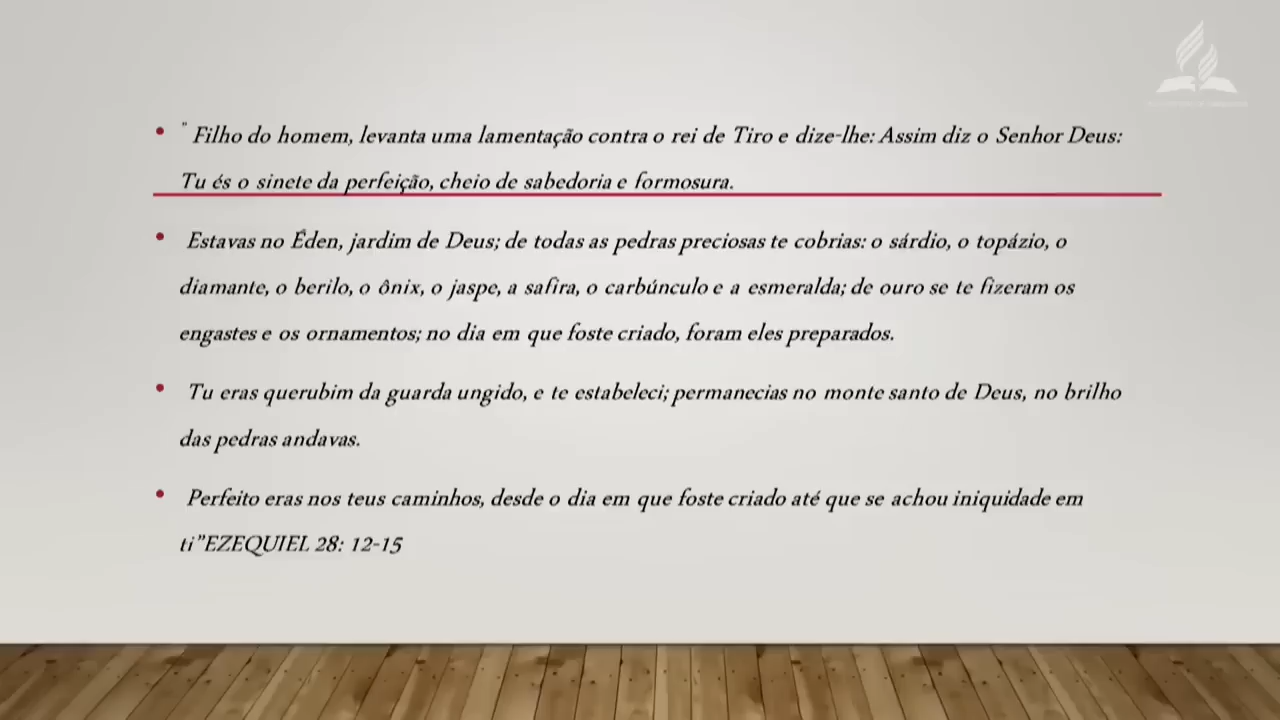 • " Filho do homem, levanta uma lamentação contra o rei de Tiro e dize-lhe: Assim diz o Senhor Deus:
Tu és o sinete da perfeição, cheio de sabedoria e formosura.
• Estavas no Éden, jardim de Deus; de todas as pedras preciosas te cobrias: o sárdio, o topázio, o
diamante, o berilo, o ônix, o jaspe, a safira, o carbúnculo e a esmeralda; de ouro se te fizeram os
engastes e os ornamentos; no dia em que foste criado, foram eles preparados.
• Tu eras querubim da guarda ungido, e te estabeleci; permanecias no monte santo de Deus, no brilho
das pedras andavas.
• Perfeito eras nos teus caminhos, desde o dia em que foste criado até que se achou iniquidade em
ti”EZEQUIEL 28: 12-15